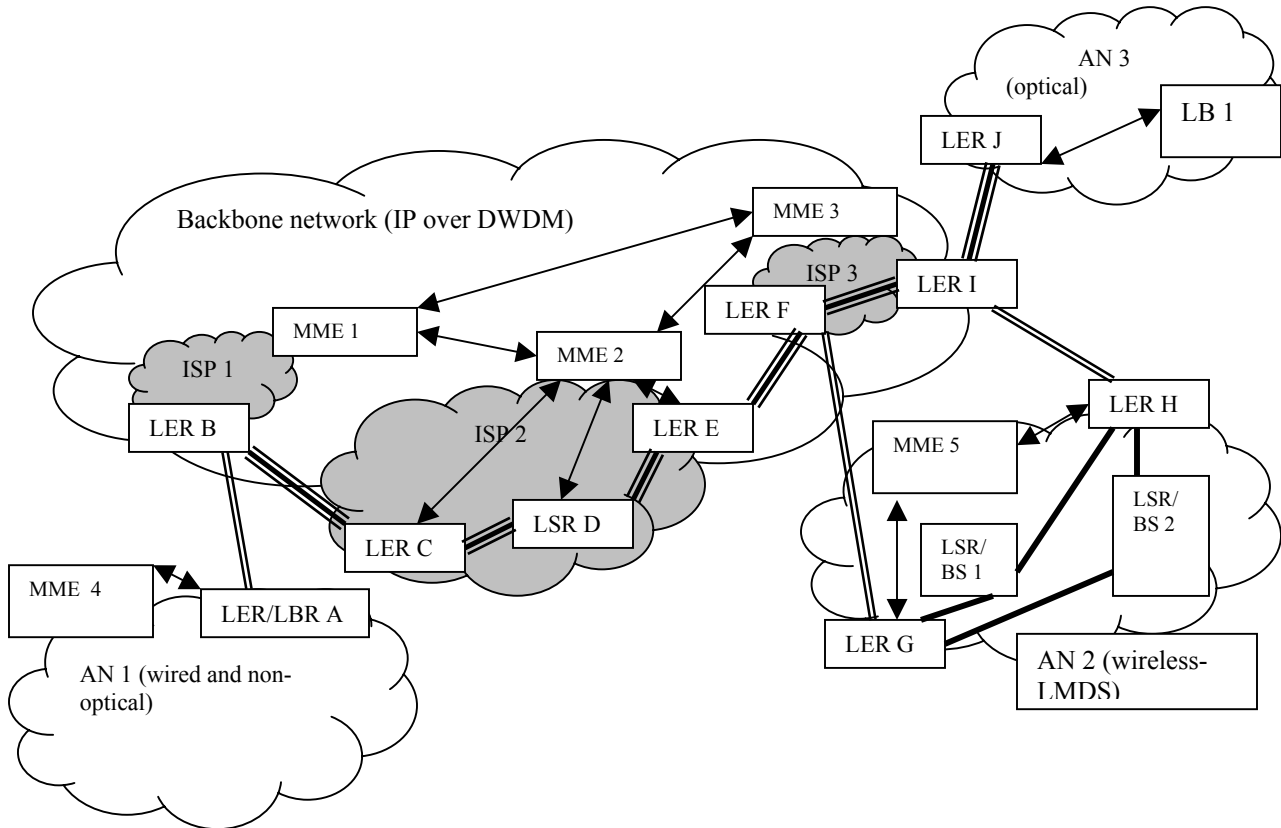 AN 3
(optical)
LB 1
LER J
MME 3
Backbone network (IP over DWDM)
ISP 3
LER I
LER F
MME 1
MME 2
ISP 1
LER H
LER B
ISP 2
LER E
MME 5
LSR/
BS 2
LSR D
LER C
LSR/
BS 1
MME 4
LER/LBR A
LER G
AN 1 (wired and non-
optical)
AN 2 (wireless-
LMDS)